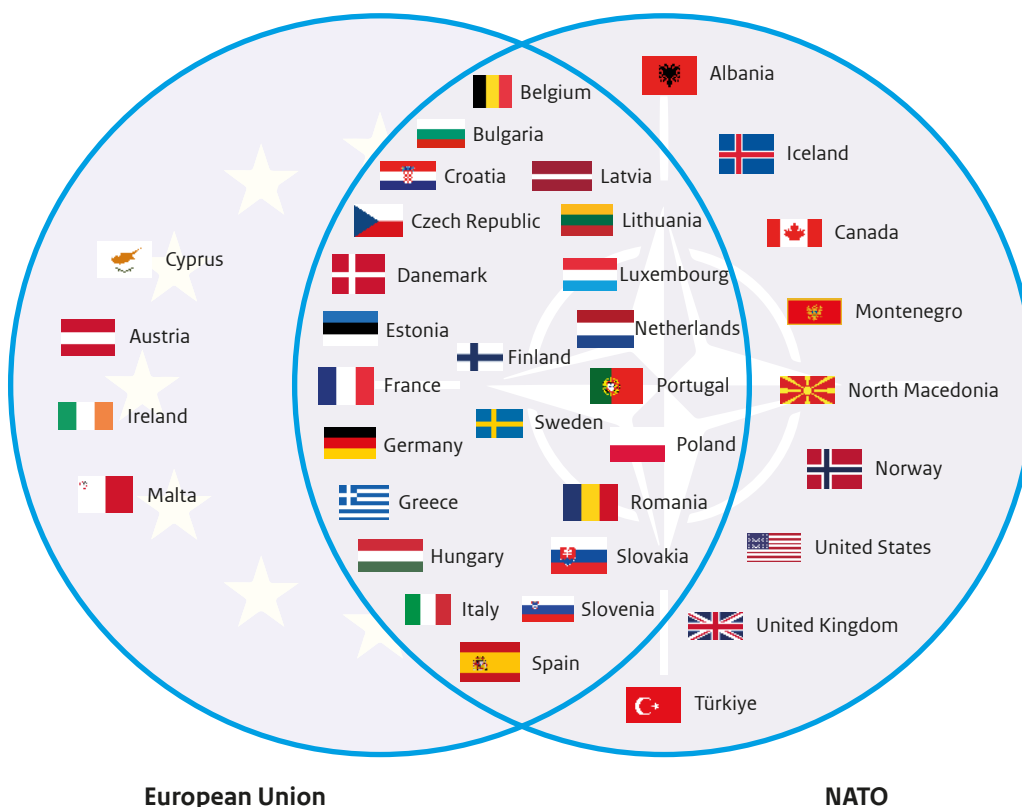 Belgium
Albania
Bulgaria
Iceland
Croatia
Latvia
Czech Republic
Lithuania
Canada
Cyprus
Danemark
Luxembourg
Montenegro
Austria
Estonia
Netherlands
Finland
France
Portugal
North Macedonia
Ireland
Sweden
Germany
Poland
Norway
Malta
Greece
Romania
Hungary
Slovakia
United States
Italy
Slovenia
United Kingdom
Spain
Türkiye
European Union
NATO